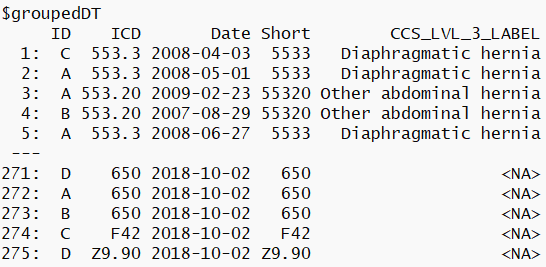 $groupedDT
ID ICD Date Short CCS_LVL_3_LABEL
1: C 553.3 2008-04-03 5533 Diaphragmatic hernia
2: A 553.3 2008-05-01 5533 Diaphragmatic hernia
3: A 553.20 2009-02-23 55320 Other abdominal hernia
4: B 553.20 2007-08-29 55320 Other abdominal hernia
5: A 553.3 2008-06-27 5533 Diaphragmatic hernia
---
271: D 650 2018-10-02 650 <NA>
272: A 650 2018-10-02 650 <NA>
273: B 650 2018-10-02 650 <NA>
274: C F42 2018-10-02 F42 <NA>
275: D Z9.90 2018-10-02 Z9.90 <NA>